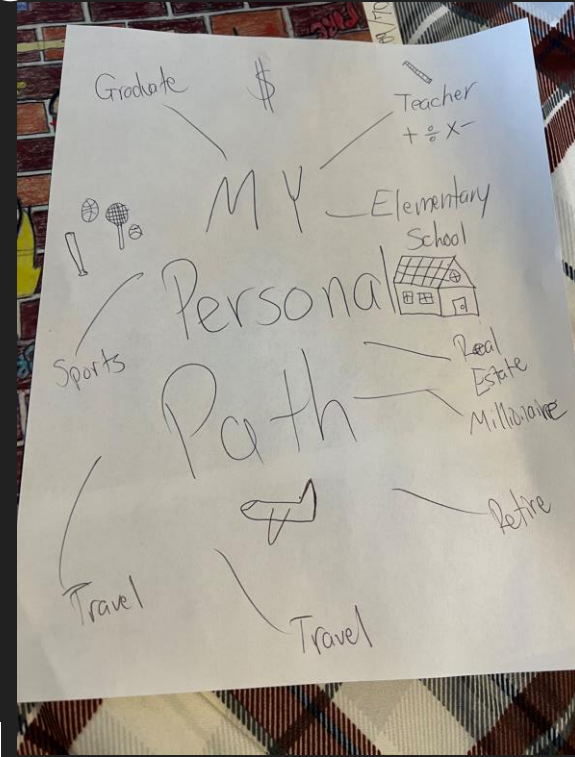 Graduate
$
Teacher
+ ÷ x -
MY
Elementary
School
Personal
Sports
Real
Estate
Path
Millionaire
Retire
Travel
Travel